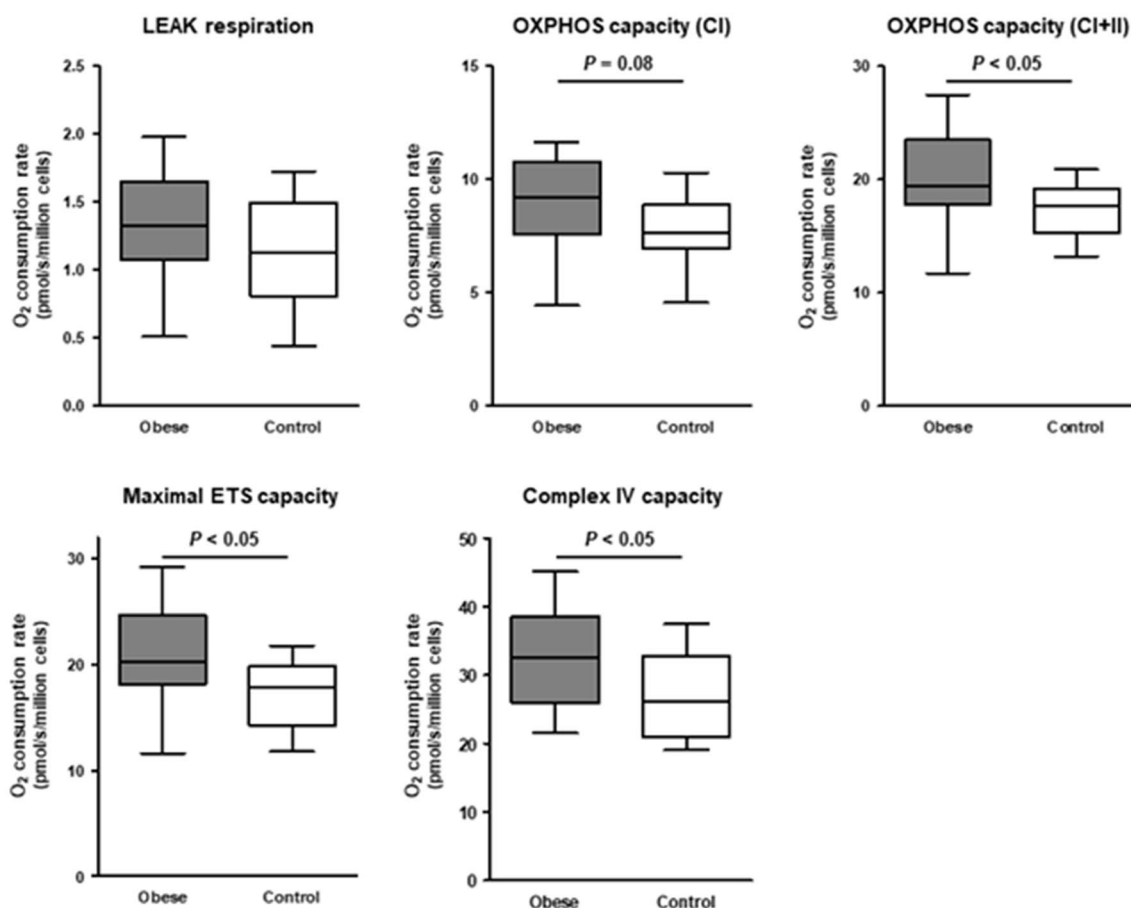 LEAK respiration
O2 consumption rate
(pmol/s/million cells)
2.5
2.0
1.5
1.0
0.5
0.0
Obese Control
OXPHOS capacity (CI)
P = 0.08
O2 consumption rate
(pmol/s/million cells)
15
10
5
0
Obese Control
OXPHOS capacity (CI+II)
P < 0.05
O2 consumption rate
(pmol/s/million cells)
30
20
10
0
Obese Control
Maximal ETS capacity
P < 0.05
O2 consumption rate
(pmol/s/million cells)
30
20
10
0
Obese Control
Complex IV capacity
P < 0.05
O2 consumption rate
(pmol/s/million cells)
50
40
30
20
10
0
Obese Control